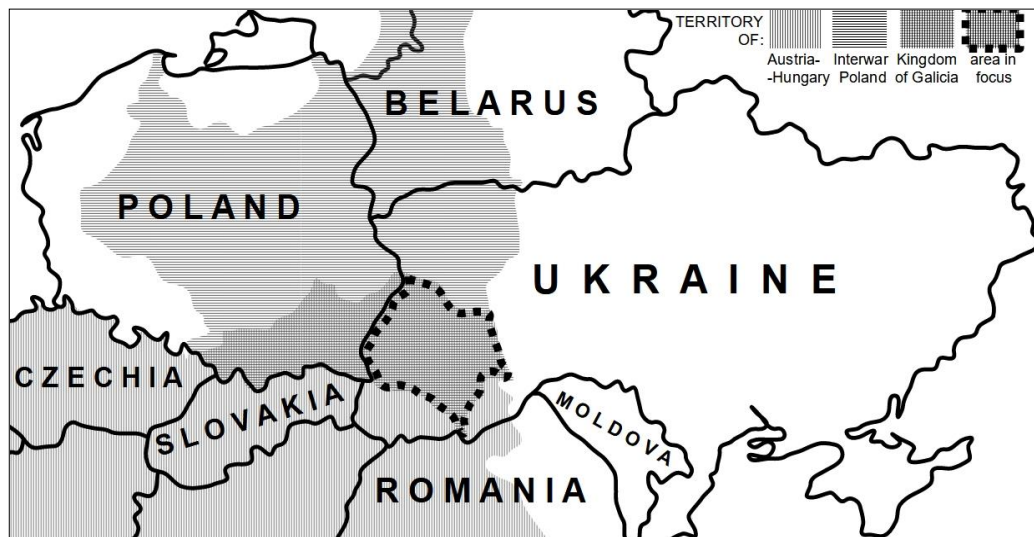 TERRITORY
OF:
Austria-
-Hungary
Interwar
Poland
Kingdom
of Galicia
area in
focus
BELARUS
POLAND
UKRAINE
CZECHIA
SLOVAKIA
MOLDOVA
ROMANIA